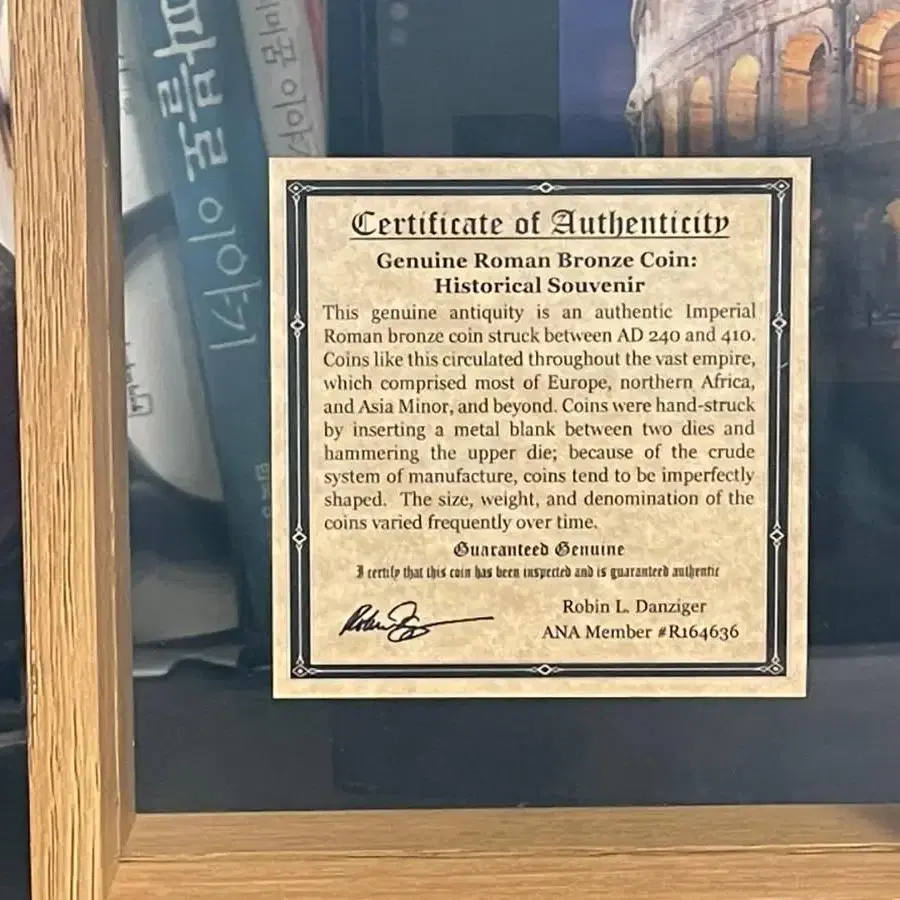 Certificate of Authenticity
Genuine Roman Bronze Coin:
Historical Souvenir
This genuine antiquity is an authentic Imperial
Roman bronze coin struck between AD 240 and 410.
Coins like this circulated throughout the vast empire,
which comprised most of Europe, northern Africa,
and Asia Minor, and beyond. Coins were hand-struck
by inserting a metal blank between two dies and
hammering the upper die; because of the crude
system of manufacture, coins tend to be imperfectly
shaped. The size, weight, and denomination of the
coins varied frequently over time.
Guaranteed Genuine
I certify that this coin has been inspected and is guaranteed authentic
Robin L. Danziger
ANA Member #R164636